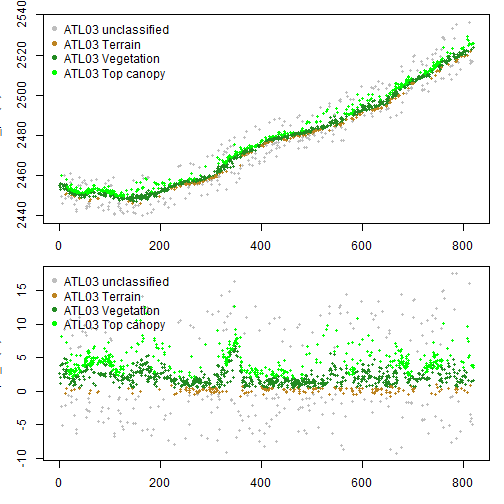 2540
2520
2500
2480
2460
2440
ATL03 unclassified
ATL03 Terrain
ATL03 Vegetation
ATL03 Top canopy
0 200 400 600 800
15
10
5
0
-5
-10
ATL03 unclassified
ATL03 Terrain
ATL03 Vegetation
ATL03 Top canopy
0 200 400 600 800